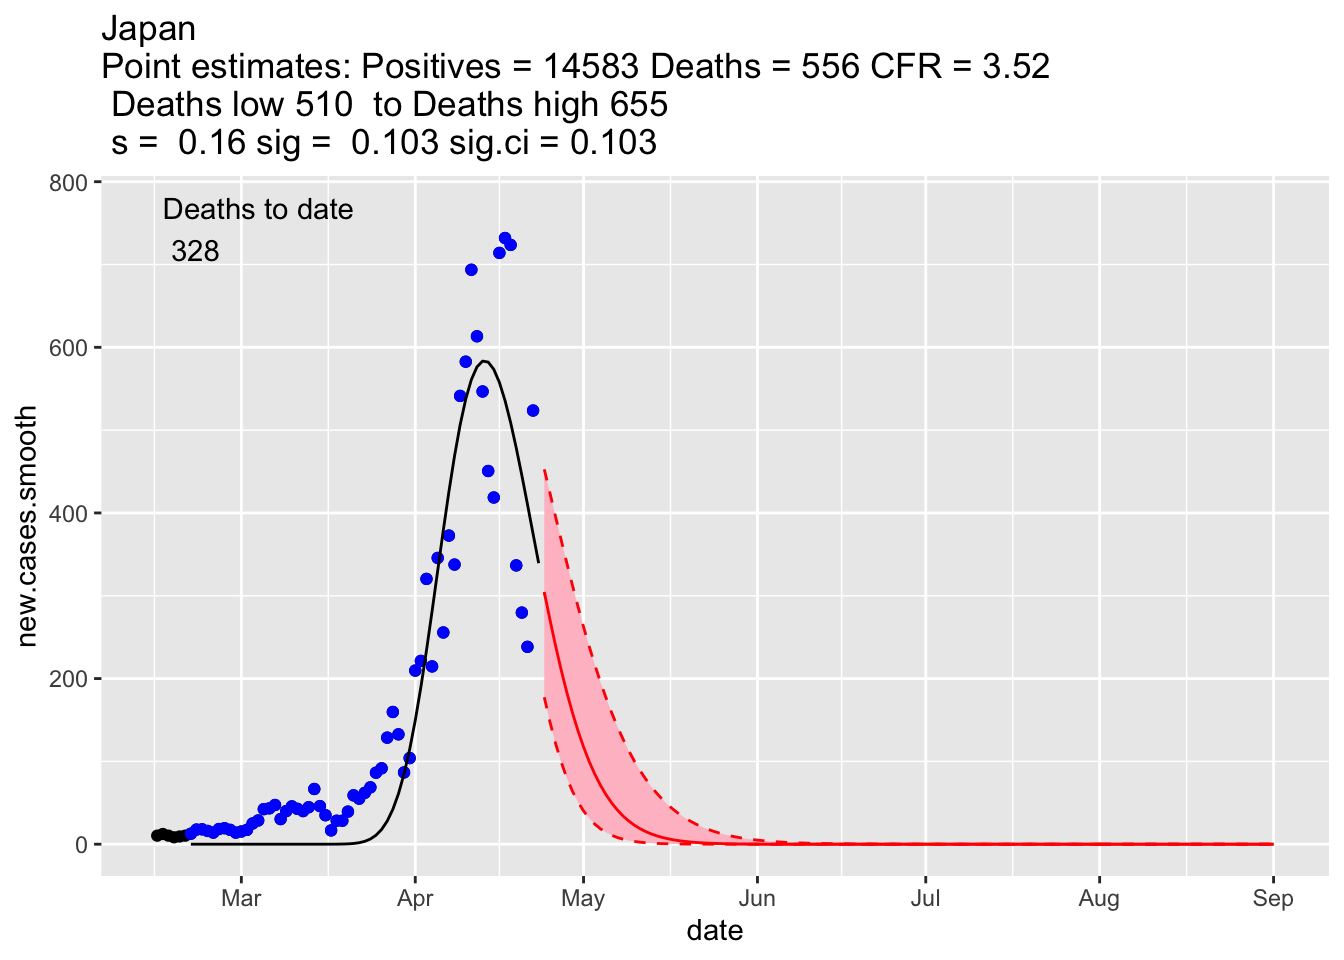 Japan
Point estimates: Positives = 14583 Deaths = 556 CFR = 3.52
Deaths low 510  to Deaths high 655
s =  0.16 sig =  0.103 sig.ci = 0.103
800
Deaths to date
328
600
400
200
0
new.cases.smooth
Mar Apr May Jun Jul Aug Sep
date